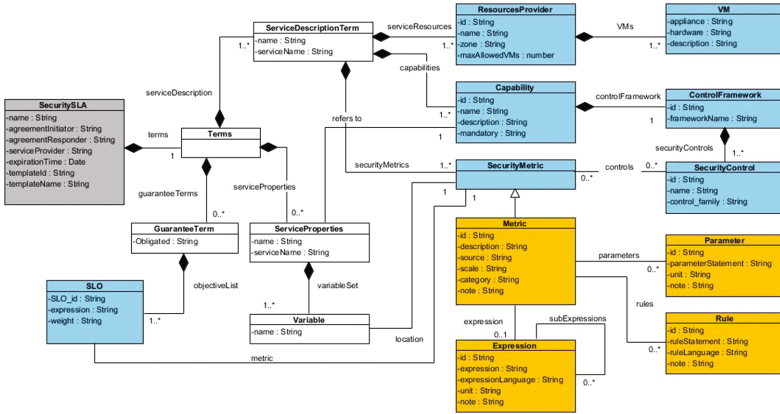 ServiceDescriptionTerm
-name : String
-serviceName : String
1..*
serviceResources
1..*
ResourcesProvider
-id : String
-name : String
-zone : String
-maxAllowedVMs : number
VMs
1..*
VM
-appliance : String
-hardware : String
-description : String
capabilities
1..*
serviceDescription
Capability
-id : String
-name : String
-description : String
-mandatory : String
controlFramework
1
ControlFramework
-id : String
-frameworkName : String
SecuritySLA
-name : String
-agreementInitiator : String
-agreementResponder : String
-serviceProvider : String
-expirationTime : Date
-templateId : String
-templateName : String
terms
1
Terms
refers to
1
securityControls
1..*
guaranteeTerms
0..*
serviceProperties
0..*
securityMetrics
1..*
SecurityMetric
controls
0..*
0..*
SecurityControl
-id : String
-name : String
-control_family : String
1
1
GuaranteeTerm
-Obligated : String
ServiceProperties
-name : String
-serviceName : String
Metric
-id : String
-description : String
-source : String
-scale : String
-category : String
-note : String
parameters
0..*
Parameter
-id : String
-parameterStatement : String
-unit : String
-note : String
SLO
-SLO_id : String
-expression : String
-weight : String
objectiveList
1..*
variableSet
1..*
Variable
-name : String
location
metric
rules
0..*
Rule
-id : String
-ruleStatement : String
-ruleLanguage : String
-note : String
expression
0..1
subExpressions
0..*
Expression
-id : String
-expression : String
-expressionLanguage : String
-unit : String
-note : String